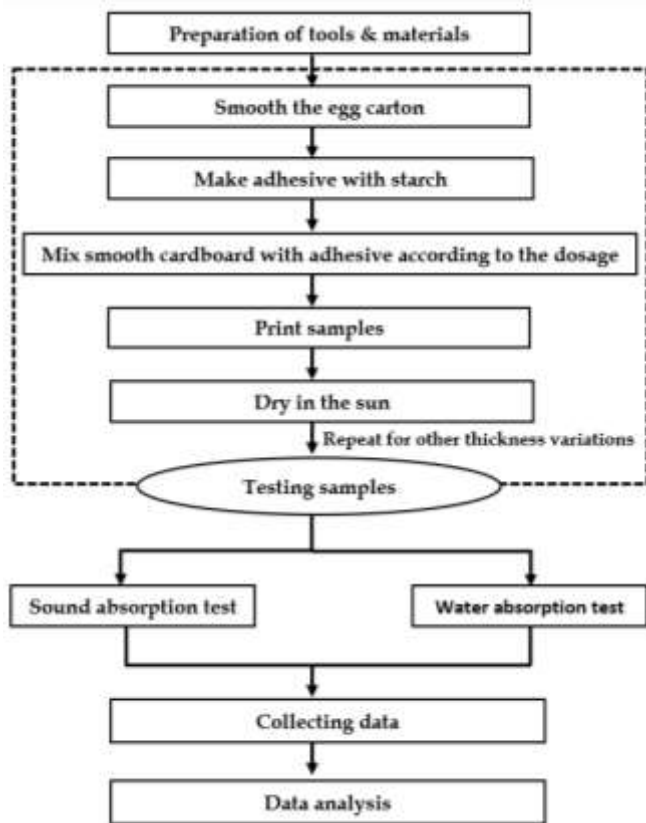 Preparation of tools & materials
Smooth the egg carton
Make adhesive with starch
Mix smooth cardboard with adhesive according to the dosage
Print samples
Dry in the sun
Repeat for other thickness variations
Testing samples
Sound absorption test
Water absorption test
Collecting data
Data analysis